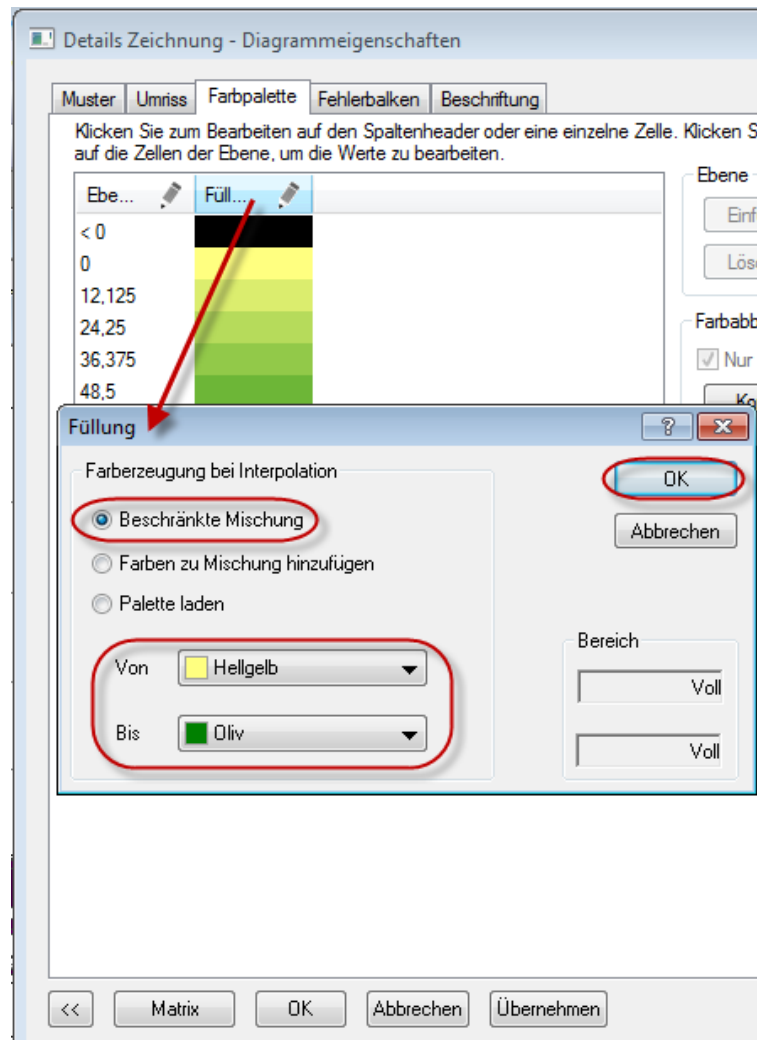 Details Zeichnung - Diagrammeigenschaften
Muster Umriss Farbpalette Fehlerbalken Beschriftung
Klicken Sie zum Bearbeiten auf den Spaltenheader oder eine einzelne Zelle. Klicken S
auf die Zellen der Ebene, um die Werte zu bearbeiten.
Ebe... Füll...
Ebene
< 0
Einf
0
Lös
12,125
24,25
Farbabb
36,375
Nur
48,5
Ko
Füllung
Farberzeugung bei Interpolation
OK
Beschränkte Mischung
Abbrechen
Farben zu Mischung hinzufügen
Palette laden
Bereich
Von Hellgelb
Voll
Bis Oliv
Voll
<< Matrix OK Abbrechen Übernehmen